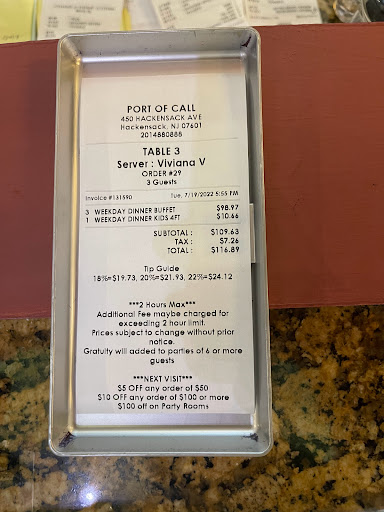 PORT OF CALL
450 HACKENSACK AVE
Hackensack, NJ 07601
2014880888
TABLE 3
Server : Viviana V
ORDER #29
3 Guests
Invoice #131590 Tue, 7/19/2022 5:55 PM
3 WEEKDAY DINNER BUFFET $98.97
1 WEEKDAY DINNER KIDS 4FT $10.66
SUBTOTAL : $109.63
TAX : $7.26
TOTAL : $116.89
Tip Guide
18%=$19.73, 20%=$21.93, 22%=$24.12
***2 Hours Max***
Additional Fee maybe charged for
exceeding 2 hour limit.
Prices subject to change without prior
notice.
Gratuity will added to parties of 6 or more
guests
***NEXT VISIT***
$5 OFF any order of $50
$10 OFF any order of $100 or more
$100 off on Party Rooms